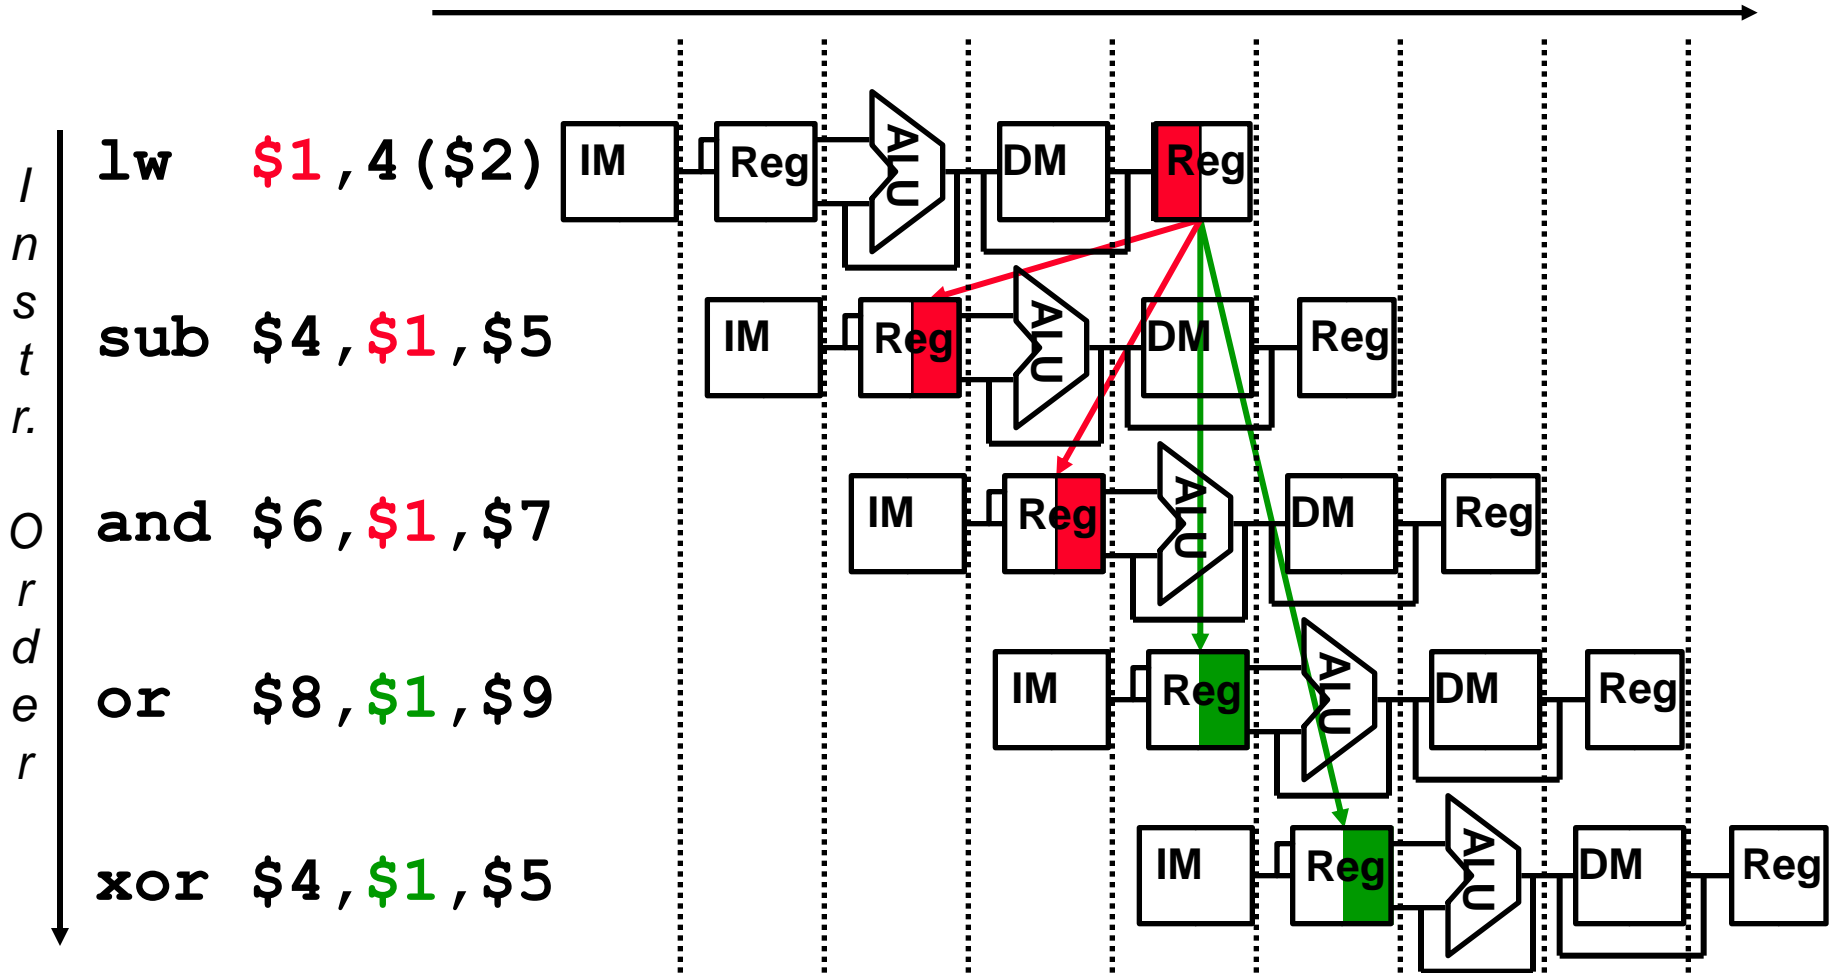 Instr. Order
lw $1,4($2) IM Reg ALU DM Reg
sub $4,$1,$5 IM Reg ALU DM Reg
and $6,$1,$7 IM Reg ALU DM Reg
or $8,$1,$9 IM Reg ALU DM Reg
xor $4,$1,$5 IM Reg ALU DM Reg